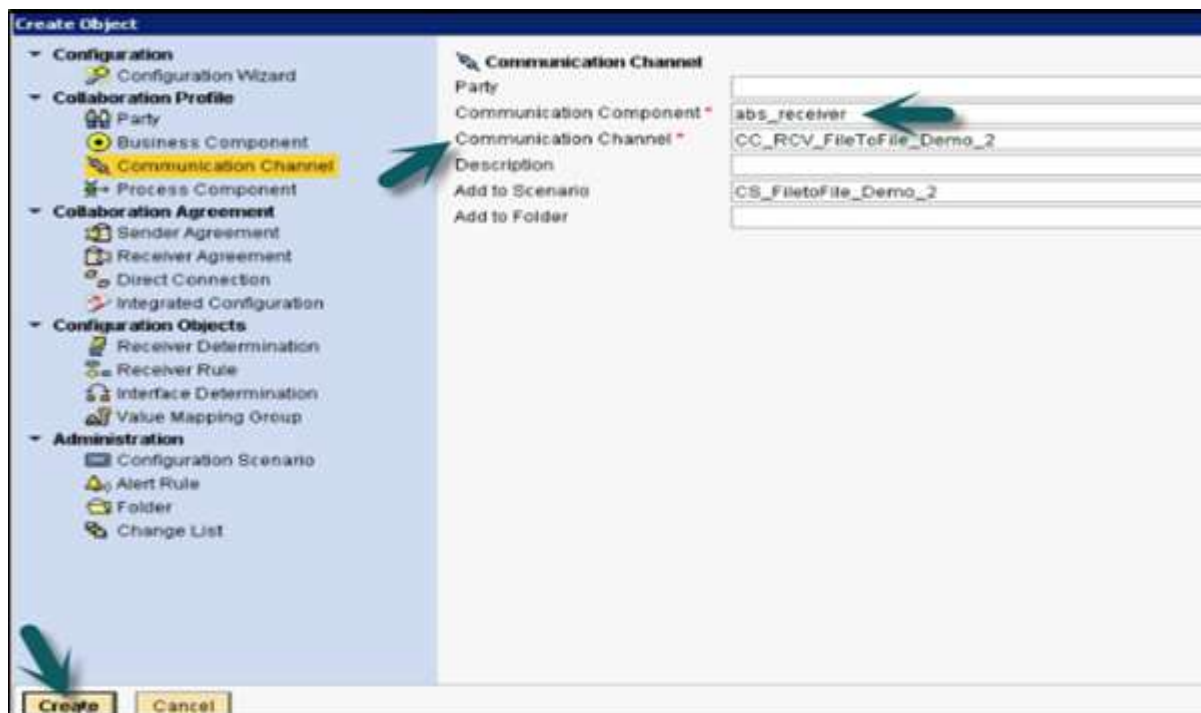 Create Object
Configuration
Configuration Wizard
Collaboration Profile
Party
Business Component
Communication Channel
Process Component
Collaboration Agreement
Sender Agreement
Receiver Agreement
Direct Connection
Integrated Configuration
Configuration Objects
Receiver Determination
Receiver Rule
Interface Determination
Value Mapping Group
Administration
Configuration Scenario
Alert Rule
Folder
Change List
Communication Channel
Party
Communication Component * abs_receiver
Communication Channel * CC_RCV_FileToFile_Demo_2
Description
Add to Scenario CS_FiletoFile_Demo_2
Add to Folder
Create Cancel